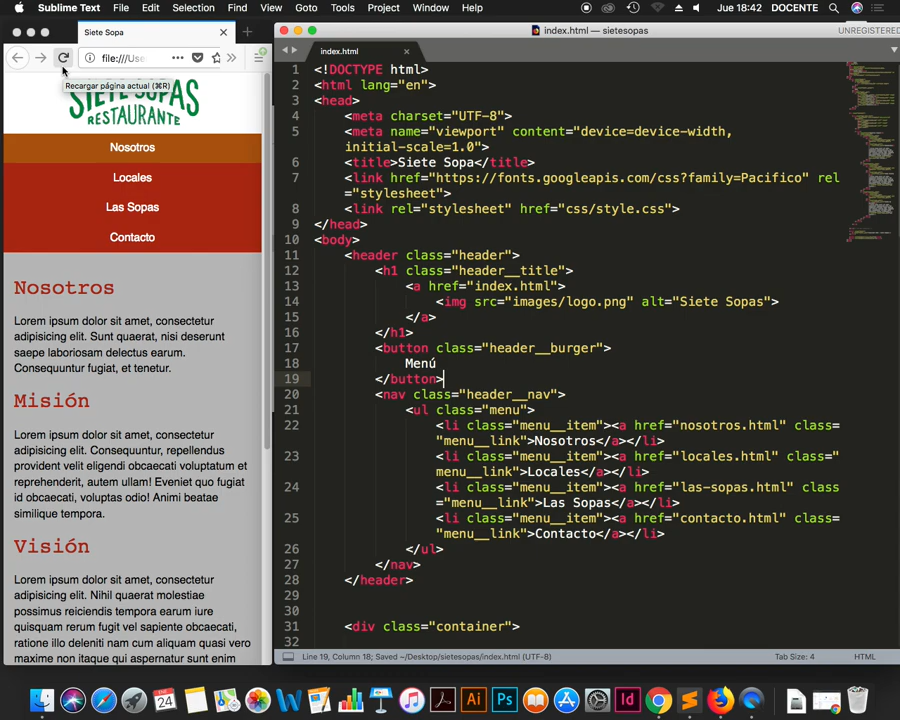 Sublime Text File Edit Selection Find View Goto Tools Project Window Help Jue 18:42 DOCENTE
Siete Sopa
index.html — sietesopas
UNREGISTERED
file:///Use
index.html
Recargar página actual (⌘R)
SIETE SOPAS
RESTAURANTE
Nosotros
Locales
Las Sopas
Contacto
Nosotros
Lorem ipsum dolor sit amet, consectetur
adipisicing elit. Sunt quaerat, nisi deserunt
saepe laboriosam delectus earum.
Consequuntur fugiat, et tenetur.
Misión
Lorem ipsum dolor sit amet, consectetur
adipisicing elit. Consequuntur, repellendus
provident velit eligendi obcaecati voluptatum et
reprehenderit, autem ullam! Eveniet quo fugiat
id obcaecati, voluptas odio! Animi beatae
similique tempora.
Visión
Lorem ipsum dolor sit amet, consectetur
adipisicing elit. Nihil quaerat molestiae
possimus reiciendis tempora earum iure
quisquam rerum fugit vel sapiente obcaecati,
ratione illo deleniti nam cum aliquam quasi vero
maxime non itaque qui aspernatur sunt
1 <!DOCTYPE html>
2 <html lang="en">
3 <head>
4 <meta charset="UTF-8">
5 <meta name="viewport" content="device=device-width,
initial-scale=1.0">
6 <title>Siete Sopa</title>
7 <link href="https://fonts.googleapis.com/css?family=Pacifico" rel
="stylesheet">
8 <link rel="stylesheet" href="css/style.css">
9 </head>
10 <body>
11 <header class="header">
12 <h1 class="header__title">
13 <a href="index.html">
14 <img src="images/logo.png" alt="Siete Sopas">
15 </a>
16 </h1>
17 <button class="header__burger">
18 Menú
19 </button>
20 <nav class="header__nav">
21 <ul class="menu">
22 <li class="menu__item"><a href="nosotros.html" class=
"menu__link">Nosotros</a></li>
23 <li class="menu__item"><a href="locales.html" class="
menu__link">Locales</a></li>
24 <li class="menu__item"><a href="las-sopas.html" class
="menu__link">Las Sopas</a></li>
25 <li class="menu__item"><a href="contacto.html" class=
"menu__link">Contacto</a></li>
26 </ul>
27 </nav>
28 </header>
29
30
31 <div class="container">
32
Line 19, Column 18; Saved ~/Desktop/sietesopas/index.html (UTF-8) Tab Size: 4 HTML
24
Ai Ps Id